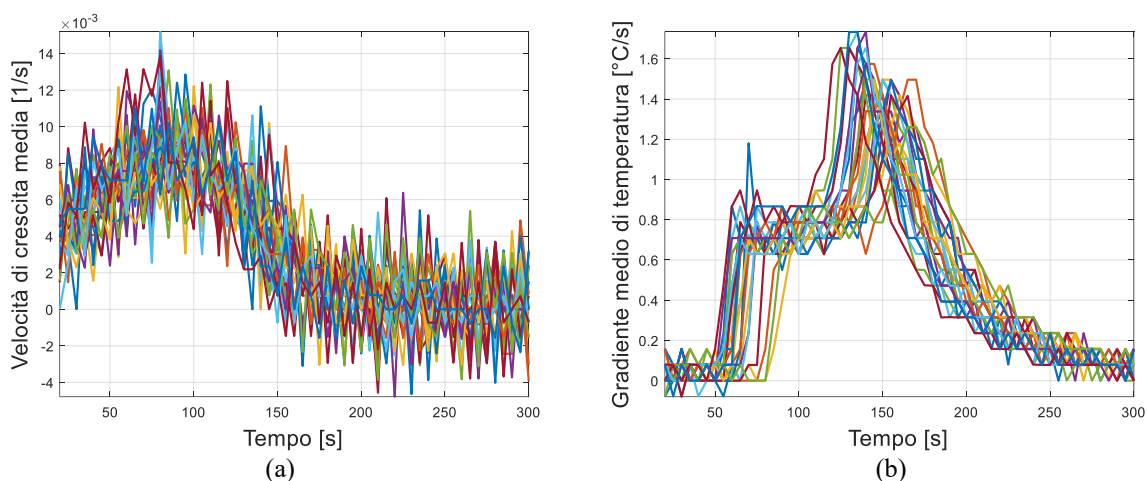 ×10⁻³
Velocità di crescita media [1/s]
14
12
10
8
6
4
2
0
-2
-4
50 100 150 200 250 300
Tempo [s]
(a)
Gradiente medio di temperatura [°C/s]
1.6
1.4
1.2
1
0.8
0.6
0.4
0.2
0
50 100 150 200 250 300
Tempo [s]
(b)